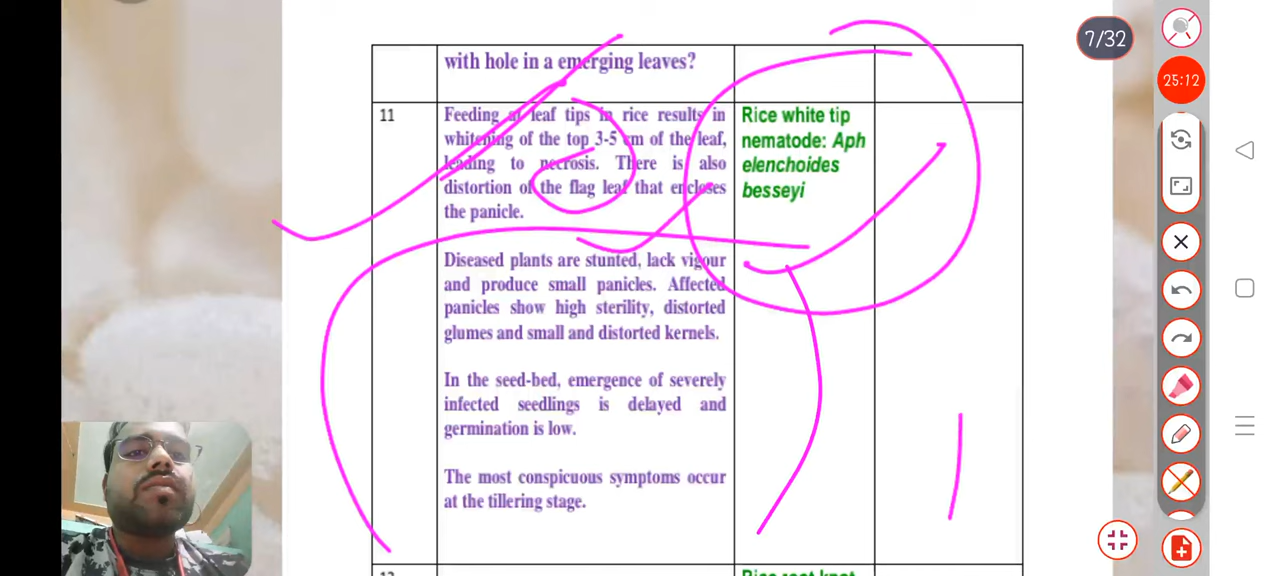 with hole in a emerging leaves?
11
Feeding at leaf tips in rice results in
whitening of the top 3-5 cm of the leaf,
leading to necrosis. There is also
distortion of the flag leaf that encloses
the panicle.
Rice white tip
nematode: Aph
elenchoides
besseyi
Diseased plants are stunted, lack vigour
and produce small panicles. Affected
panicles show high sterility, distorted
glumes and small and distorted kernels.
In the seed-bed, emergence of severely
infected seedlings is delayed and
germination is low.
The most conspicuous symptoms occur
at the tillering stage.
7/32
25:12